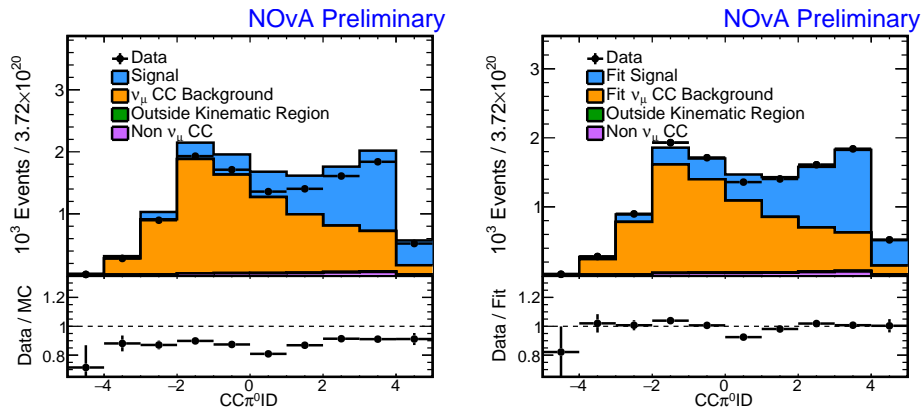 NOvA Preliminary
10³ Events / 3.72×10²⁰
3
2
1
Data
Signal
νμ CC Background
Outside Kinematic Region
Non νμ CC
Data / MC
1.2
1
0.8
−4 −2 0 2 4
CCπ⁰ID
NOvA Preliminary
10³ Events / 3.72×10²⁰
3
2
1
Data
Fit Signal
Fit νμ CC Background
Outside Kinematic Region
Non νμ CC
Data / Fit
1.2
1
0.8
−4 −2 0 2 4
CCπ⁰ID